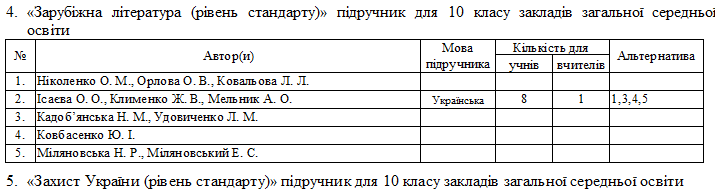 4. «Зарубіжна література (рівень стандарту)» підручник для 10 класу закладів загальної середньої
освіти
№ Автор(и) Мова підручника Кількість для Альтернатива
учнів вчителів
1. Ніколенко О. М., Орлова О. В., Ковальова Л. Л.
2. Ісаєва О. О., Клименко Ж. В., Мельник А. О. Українська 8 1 1,3,4,5
3. Кадоб’янська Н. М., Удовиченко Л. М.
4. Ковбасенко Ю. І.
5. Міляновська Н. Р., Міляновський Е. С.
5. «Захист України (рівень стандарту)» підручник для 10 класу закладів загальної середньої освіти